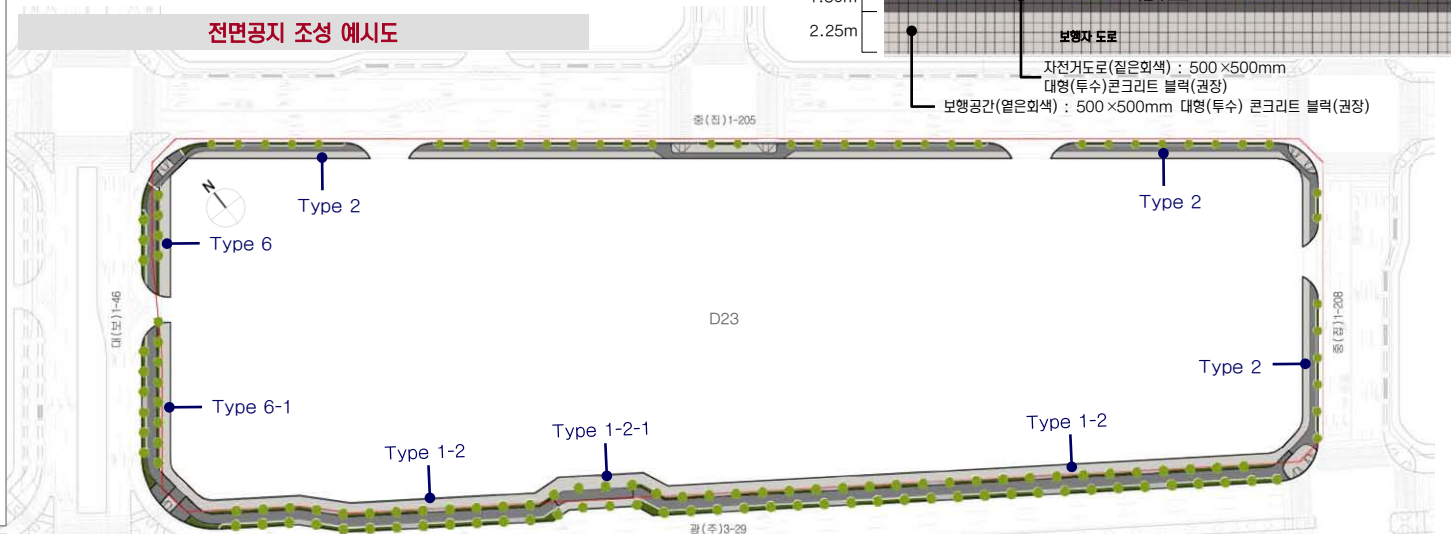 전면공지 조성 예시도
2.25m
보행자 도로
자전거도로(짙은회색) : 500×500mm
대형(투수)콘크리트 블럭(권장)
보행공간(옅은회색) : 500×500mm 대형(투수) 콘크리트 블럭(권장)
중(집)1-205
N
Type 2
Type 2
Type 6
대(보)1-46
D23
중(집)1-208
Type 2
Type 6-1
Type 1-2
Type 1-2-1
Type 1-2
광(주)3-29